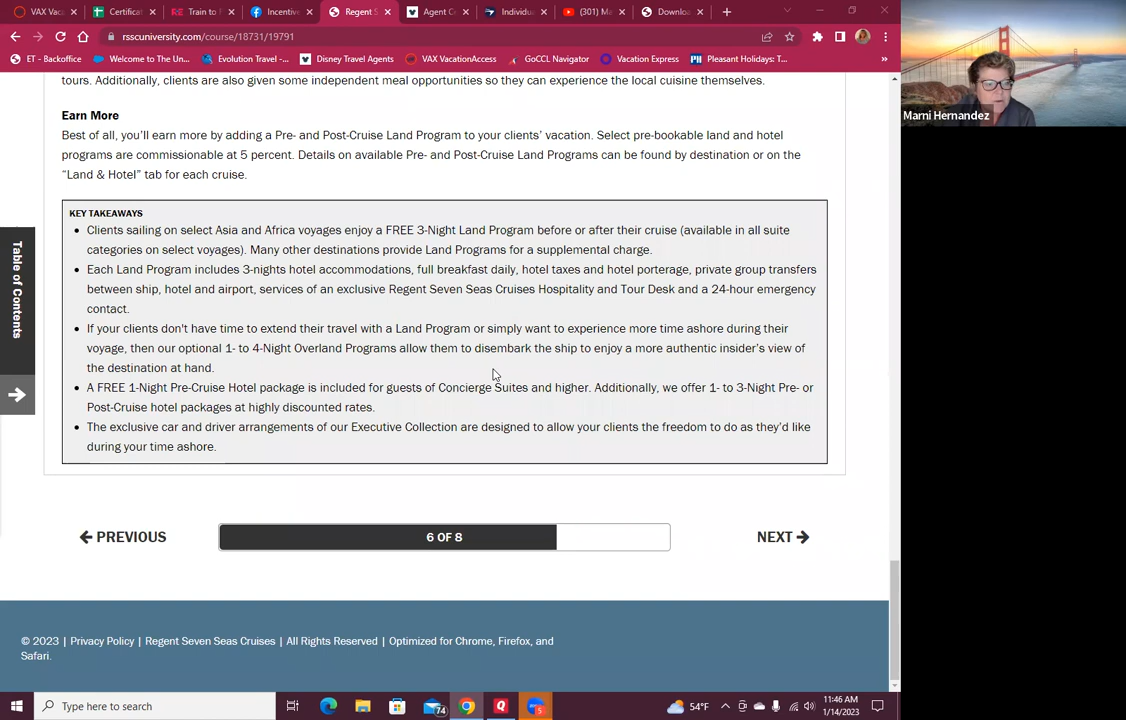 VAX Vaca
Certificat
Train to
Incentive
Regent S
Agent C
Individua
(301) Ma
Downloa
rsscuniversity.com/course/18731/19791
ET - Backoffice
Welcome to The Un...
Evolution Travel -...
Disney Travel Agents
VAX VacationAccess
GoCCL Navigator
Vacation Express
Pleasant Holidays: T...
»
tours. Additionally, clients are also given some independent meal opportunities so they can experience the local cuisine themselves.
Earn More
Best of all, you'll earn more by adding a Pre- and Post-Cruise Land Program to your clients' vacation. Select pre-bookable land and hotel
programs are commissionable at 5 percent. Details on available Pre- and Post-Cruise Land Programs can be found by destination or on the
"Land & Hotel" tab for each cruise.
KEY TAKEAWAYS
• Clients sailing on select Asia and Africa voyages enjoy a FREE 3-Night Land Program before or after their cruise (available in all suite
categories on select voyages). Many other destinations provide Land Programs for a supplemental charge.
• Each Land Program includes 3-nights hotel accommodations, full breakfast daily, hotel taxes and hotel porterage, private group transfers
between ship, hotel and airport, services of an exclusive Regent Seven Seas Cruises Hospitality and Tour Desk and a 24-hour emergency
contact.
• If your clients don't have time to extend their travel with a Land Program or simply want to experience more time ashore during their
voyage, then our optional 1- to 4-Night Overland Programs allow them to disembark the ship to enjoy a more authentic insider's view of
the destination at hand.
• A FREE 1-Night Pre-Cruise Hotel package is included for guests of Concierge Suites and higher. Additionally, we offer 1- to 3-Night Pre- or
Post-Cruise hotel packages at highly discounted rates.
• The exclusive car and driver arrangements of our Executive Collection are designed to allow your clients the freedom to do as they'd like
during your time ashore.
Table of Contents
PREVIOUS
6 OF 8
NEXT
© 2023 | Privacy Policy | Regent Seven Seas Cruises | All Rights Reserved | Optimized for Chrome, Firefox, and
Safari.
Type here to search
74
5
54°F
11:46 AM
1/14/2023
Marni Hernandez